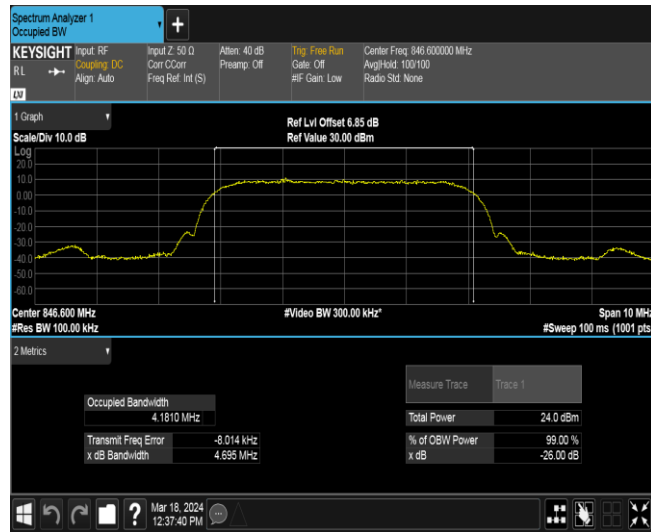 Spectrum Analyzer 1
Occupied BW
KEYSIGHT Input: RF Input Z: 50 Ω Atten: 40 dB Trig: Free Run Center Freq: 846.600000 MHz
RL Coupling: DC Corr CCorr Preamp: Off Gate: Off Avg|Hold: 100/100
Align: Auto Freq Ref: Int (S) #IF Gain: Low Radio Std: None
LXI
1 Graph Ref Lvl Offset 6.85 dB
Scale/Div 10.0 dB Ref Value 30.00 dBm
Log
20.0
10.0
0.00
-10.0
-20.0
-30.0
-40.0
-50.0
-60.0
Center 846.600 MHz #Video BW 300.00 kHz* Span 10 MHz
#Res BW 100.00 kHz #Sweep 100 ms (1001 pts
2 Metrics
Measure Trace Trace 1
Occupied Bandwidth
4.1810 MHz Total Power 24.0 dBm
Transmit Freq Error -8.014 kHz % of OBW Power 99.00 %
x dB Bandwidth 4.695 MHz x dB -26.00 dB
? Mar 18, 2024
12:37:40 PM